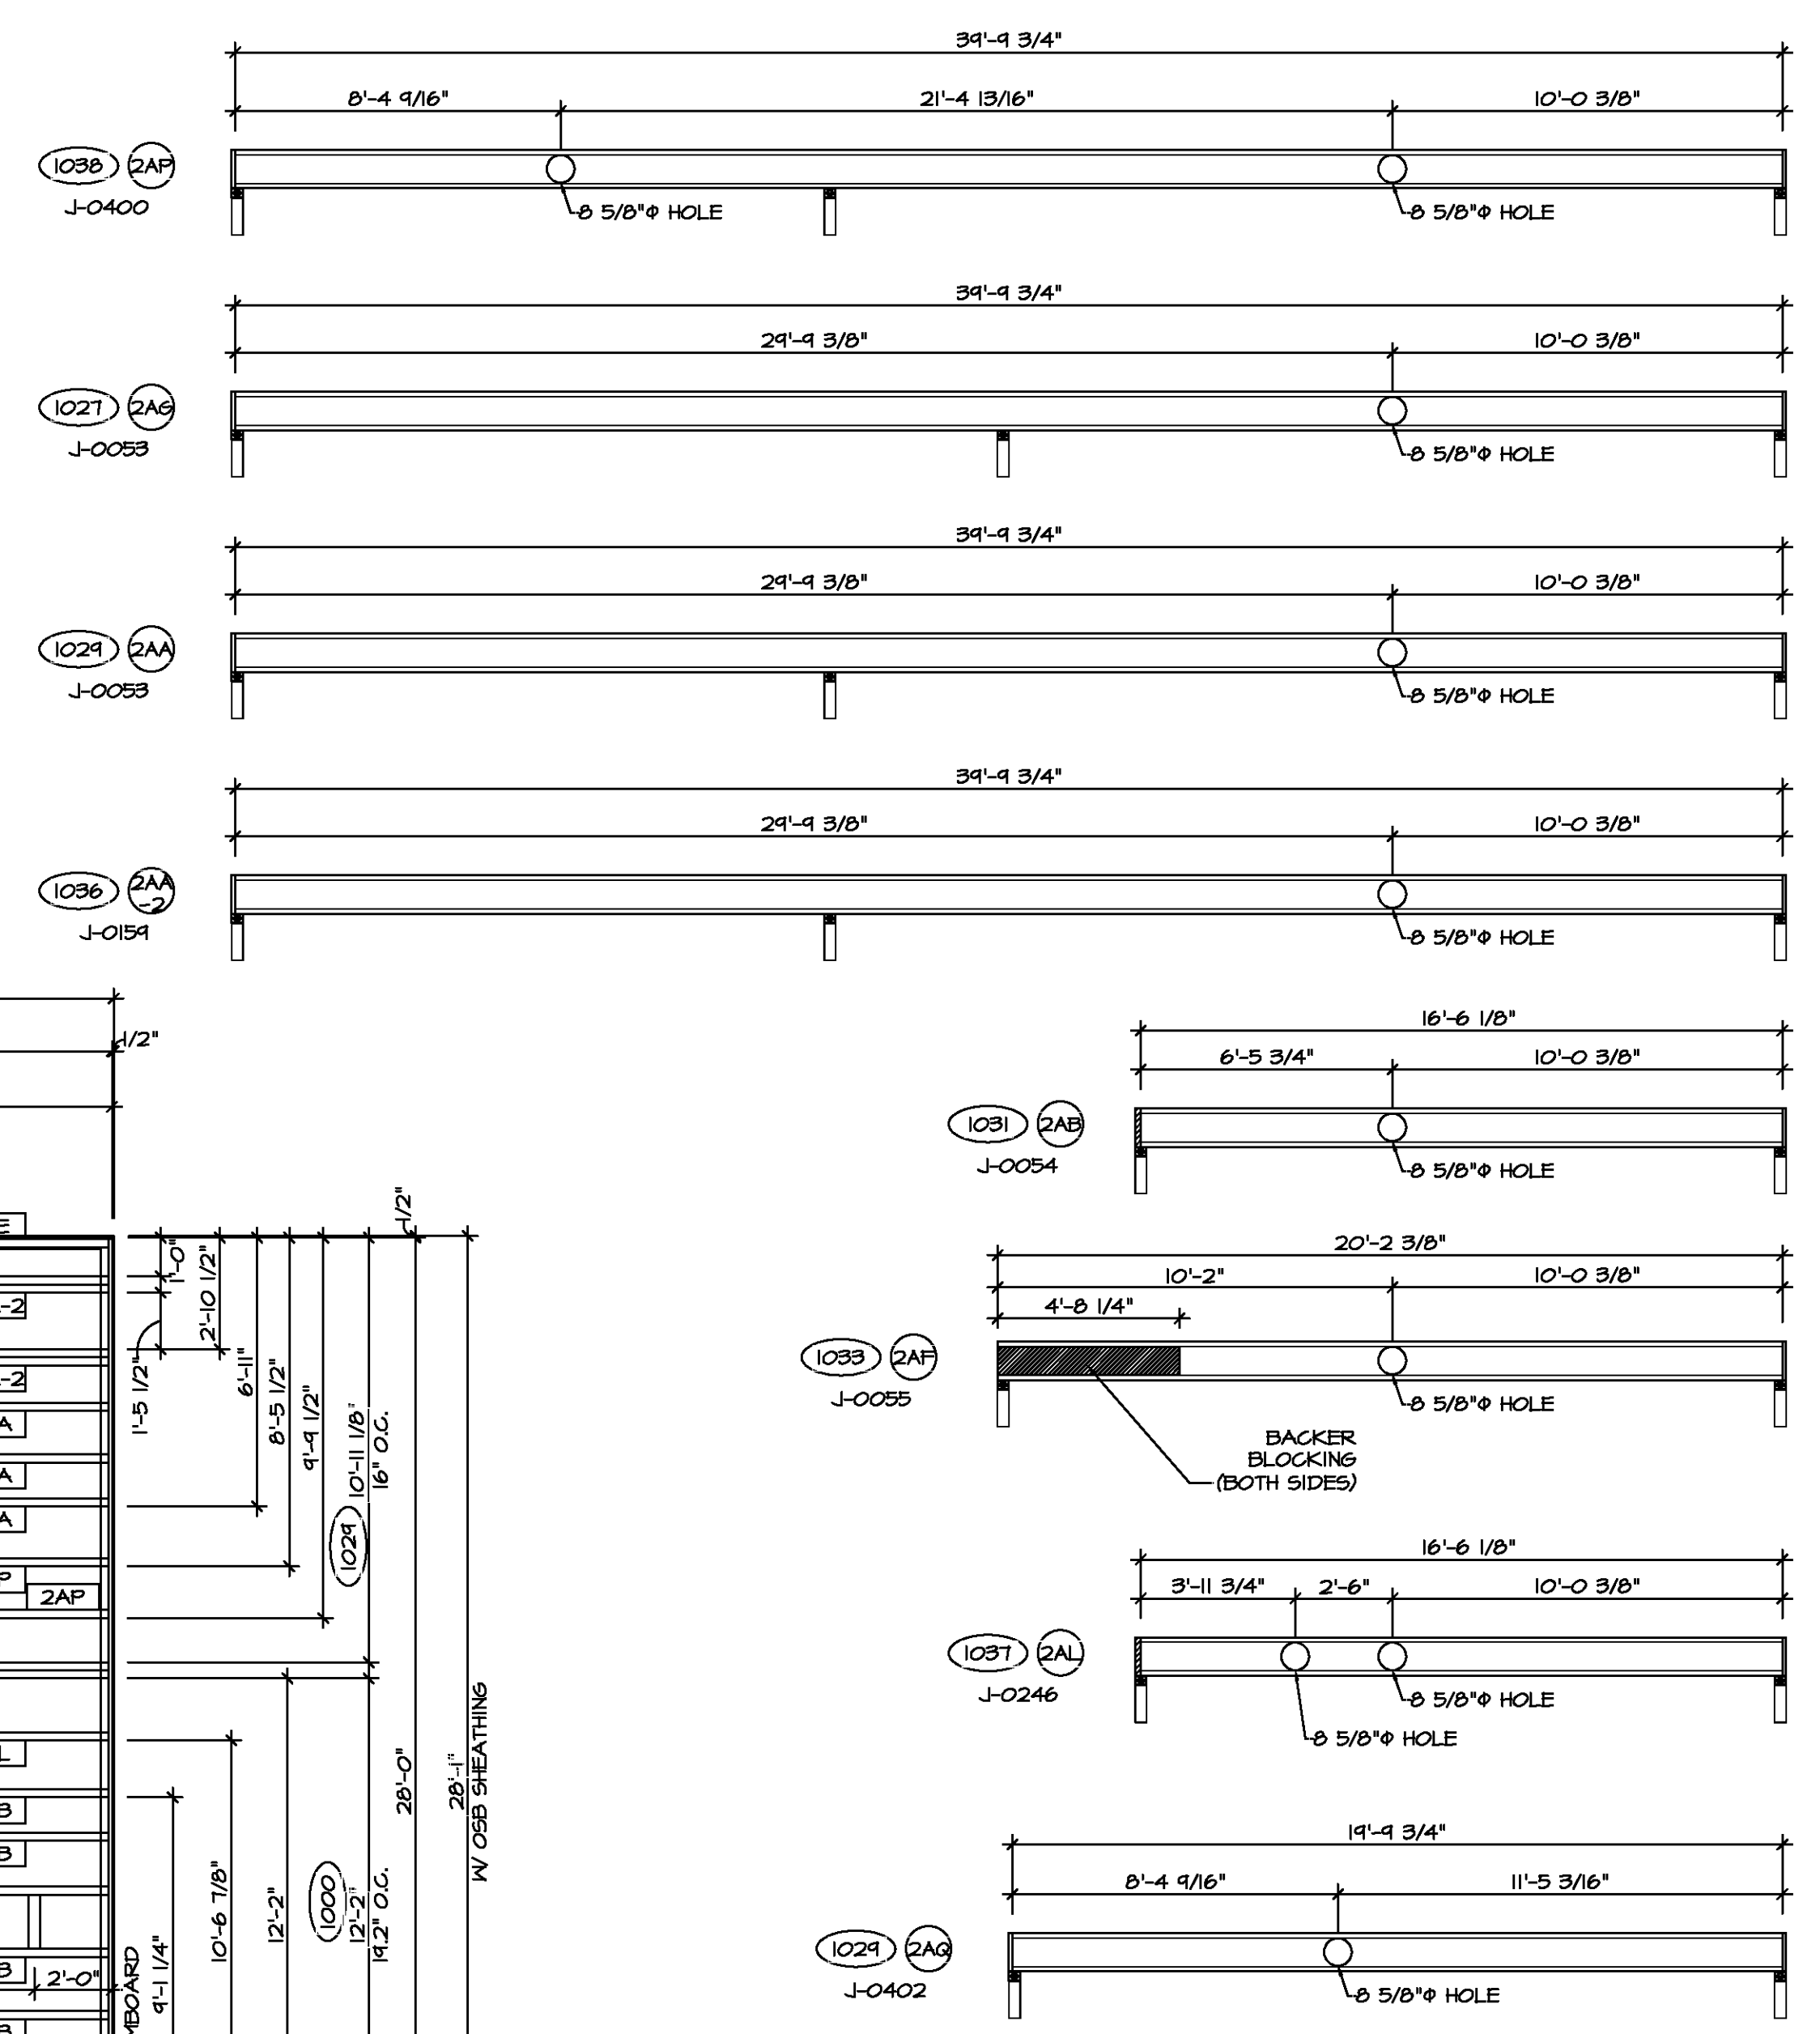 39'-9 3/4"
8'-4 9/16" 21'-4 13/16" 10'-0 3/8"
1038 2AP
J-0400
8 5/8"Φ HOLE 8 5/8"Φ HOLE
39'-9 3/4"
29'-9 3/8" 10'-0 3/8"
1027 2AG
J-0053
8 5/8"Φ HOLE
39'-9 3/4"
29'-9 3/8" 10'-0 3/8"
1029 2AA
J-0053
8 5/8"Φ HOLE
39'-9 3/4"
29'-9 3/8" 10'-0 3/8"
1036 2AA
-2
J-0159
8 5/8"Φ HOLE
16'-6 1/8"
6'-5 3/4" 10'-0 3/8"
1031 2AB
J-0054
8 5/8"Φ HOLE
20'-2 3/8"
10'-2" 10'-0 3/8"
4'-8 1/4"
1033 2AF
J-0055
8 5/8"Φ HOLE
BACKER
BLOCKING
(BOTH SIDES)
16'-6 1/8"
3'-11 3/4" 2'-6" 10'-0 3/8"
1037 2AL
J-0246
8 5/8"Φ HOLE
8 5/8"Φ HOLE
19'-9 3/4"
8'-4 9/16" 11'-5 3/16"
1029 2AQ
J-0402
8 5/8"Φ HOLE
1/2"
1/2"
1'-0"
2'-10 1/2"
1'-5 1/2"
6'-11"
8'-5 1/2"
9'-9 1/2"
10'-11 1/8"
16" O.C.
1029
-2
-2
A
A
A
P
2AP
L
B
B
B
B
2'-0"
MBOARD
9'-1 1/4"
10'-6 7/8"
12'-2"
1000
12'-2"
19.2" O.C.
28'-0"
28'-1"
W/ OSB SHEATHING